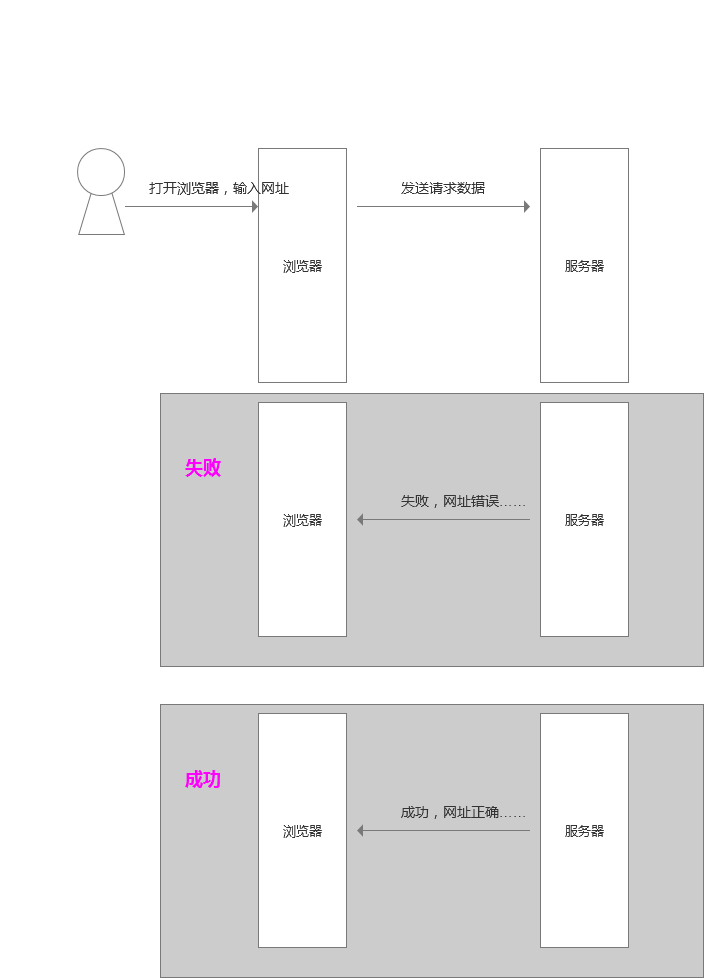 打开浏览器，输入网址
发送请求数据
浏览器
服务器
失败
失败，网址错误……
浏览器
服务器
成功
成功，网址正确……
浏览器
服务器